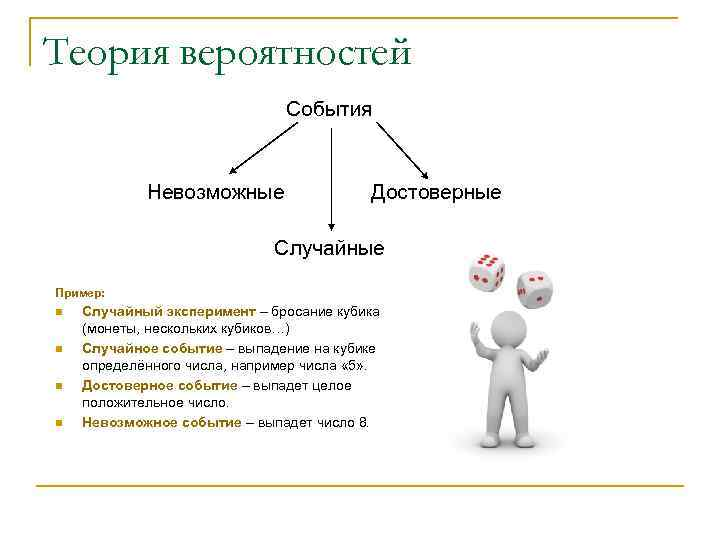 Теория вероятностей
События
Невозможные
Достоверные
Случайные
Пример:
Случайный эксперимент – бросание кубика
(монеты, нескольких кубиков…)
Случайное событие – выпадение на кубике
определённого числа, например числа «5».
Достоверное событие – выпадет целое
положительное число.
Невозможное событие – выпадет число 8.